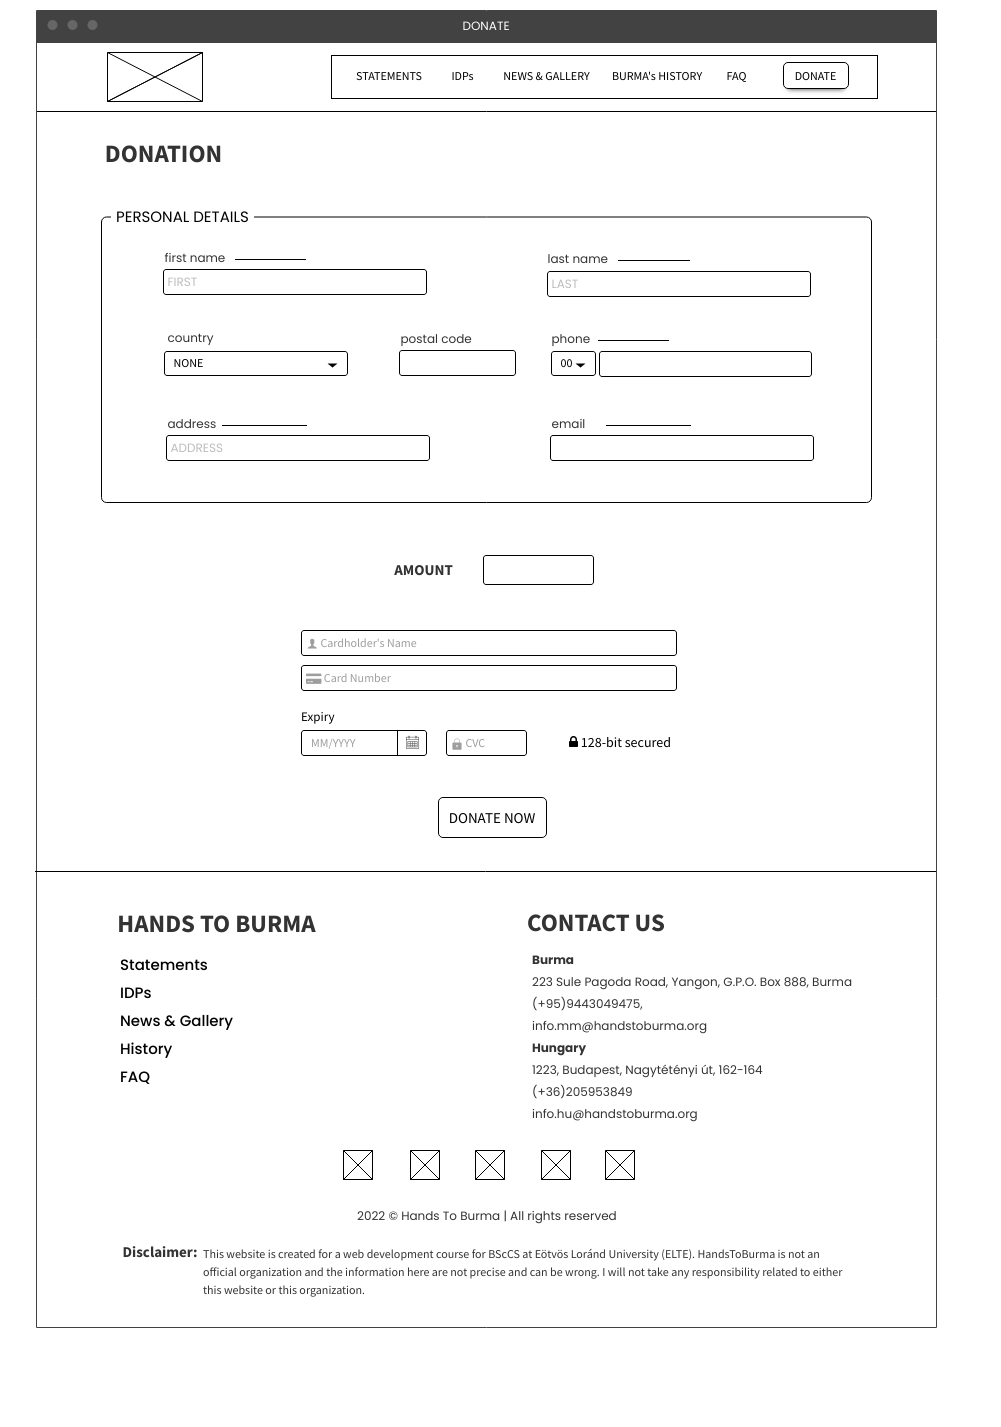 DONATE
STATEMENTS IDPs NEWS & GALLERY BURMA's HISTORY FAQ DONATE
DONATION
PERSONAL DETAILS
first name last name
FIRST LAST
country postal code phone
NONE 00
address email
ADDRESS
AMOUNT
Cardholder's Name
Card Number
Expiry
MM/YYYY CVC 128-bit secured
DONATE NOW
HANDS TO BURMA
Statements
IDPs
News & Gallery
History
FAQ
CONTACT US
Burma
223 Sule Pagoda Road, Yangon, G.P.O. Box 888, Burma
(+95)9443049475,
info.mm@handstoburma.org
Hungary
1223, Budapest, Nagytétényi út, 162-164
(+36)205953849
info.hu@handstoburma.org
2022 © Hands To Burma | All rights reserved
Disclaimer: This website is created for a web development course for BScCS at Eötvös Loránd University (ELTE). HandsToBurma is not an
official organization and the information here are not precise and can be wrong. I will not take any responsibility related to either
this website or this organization.